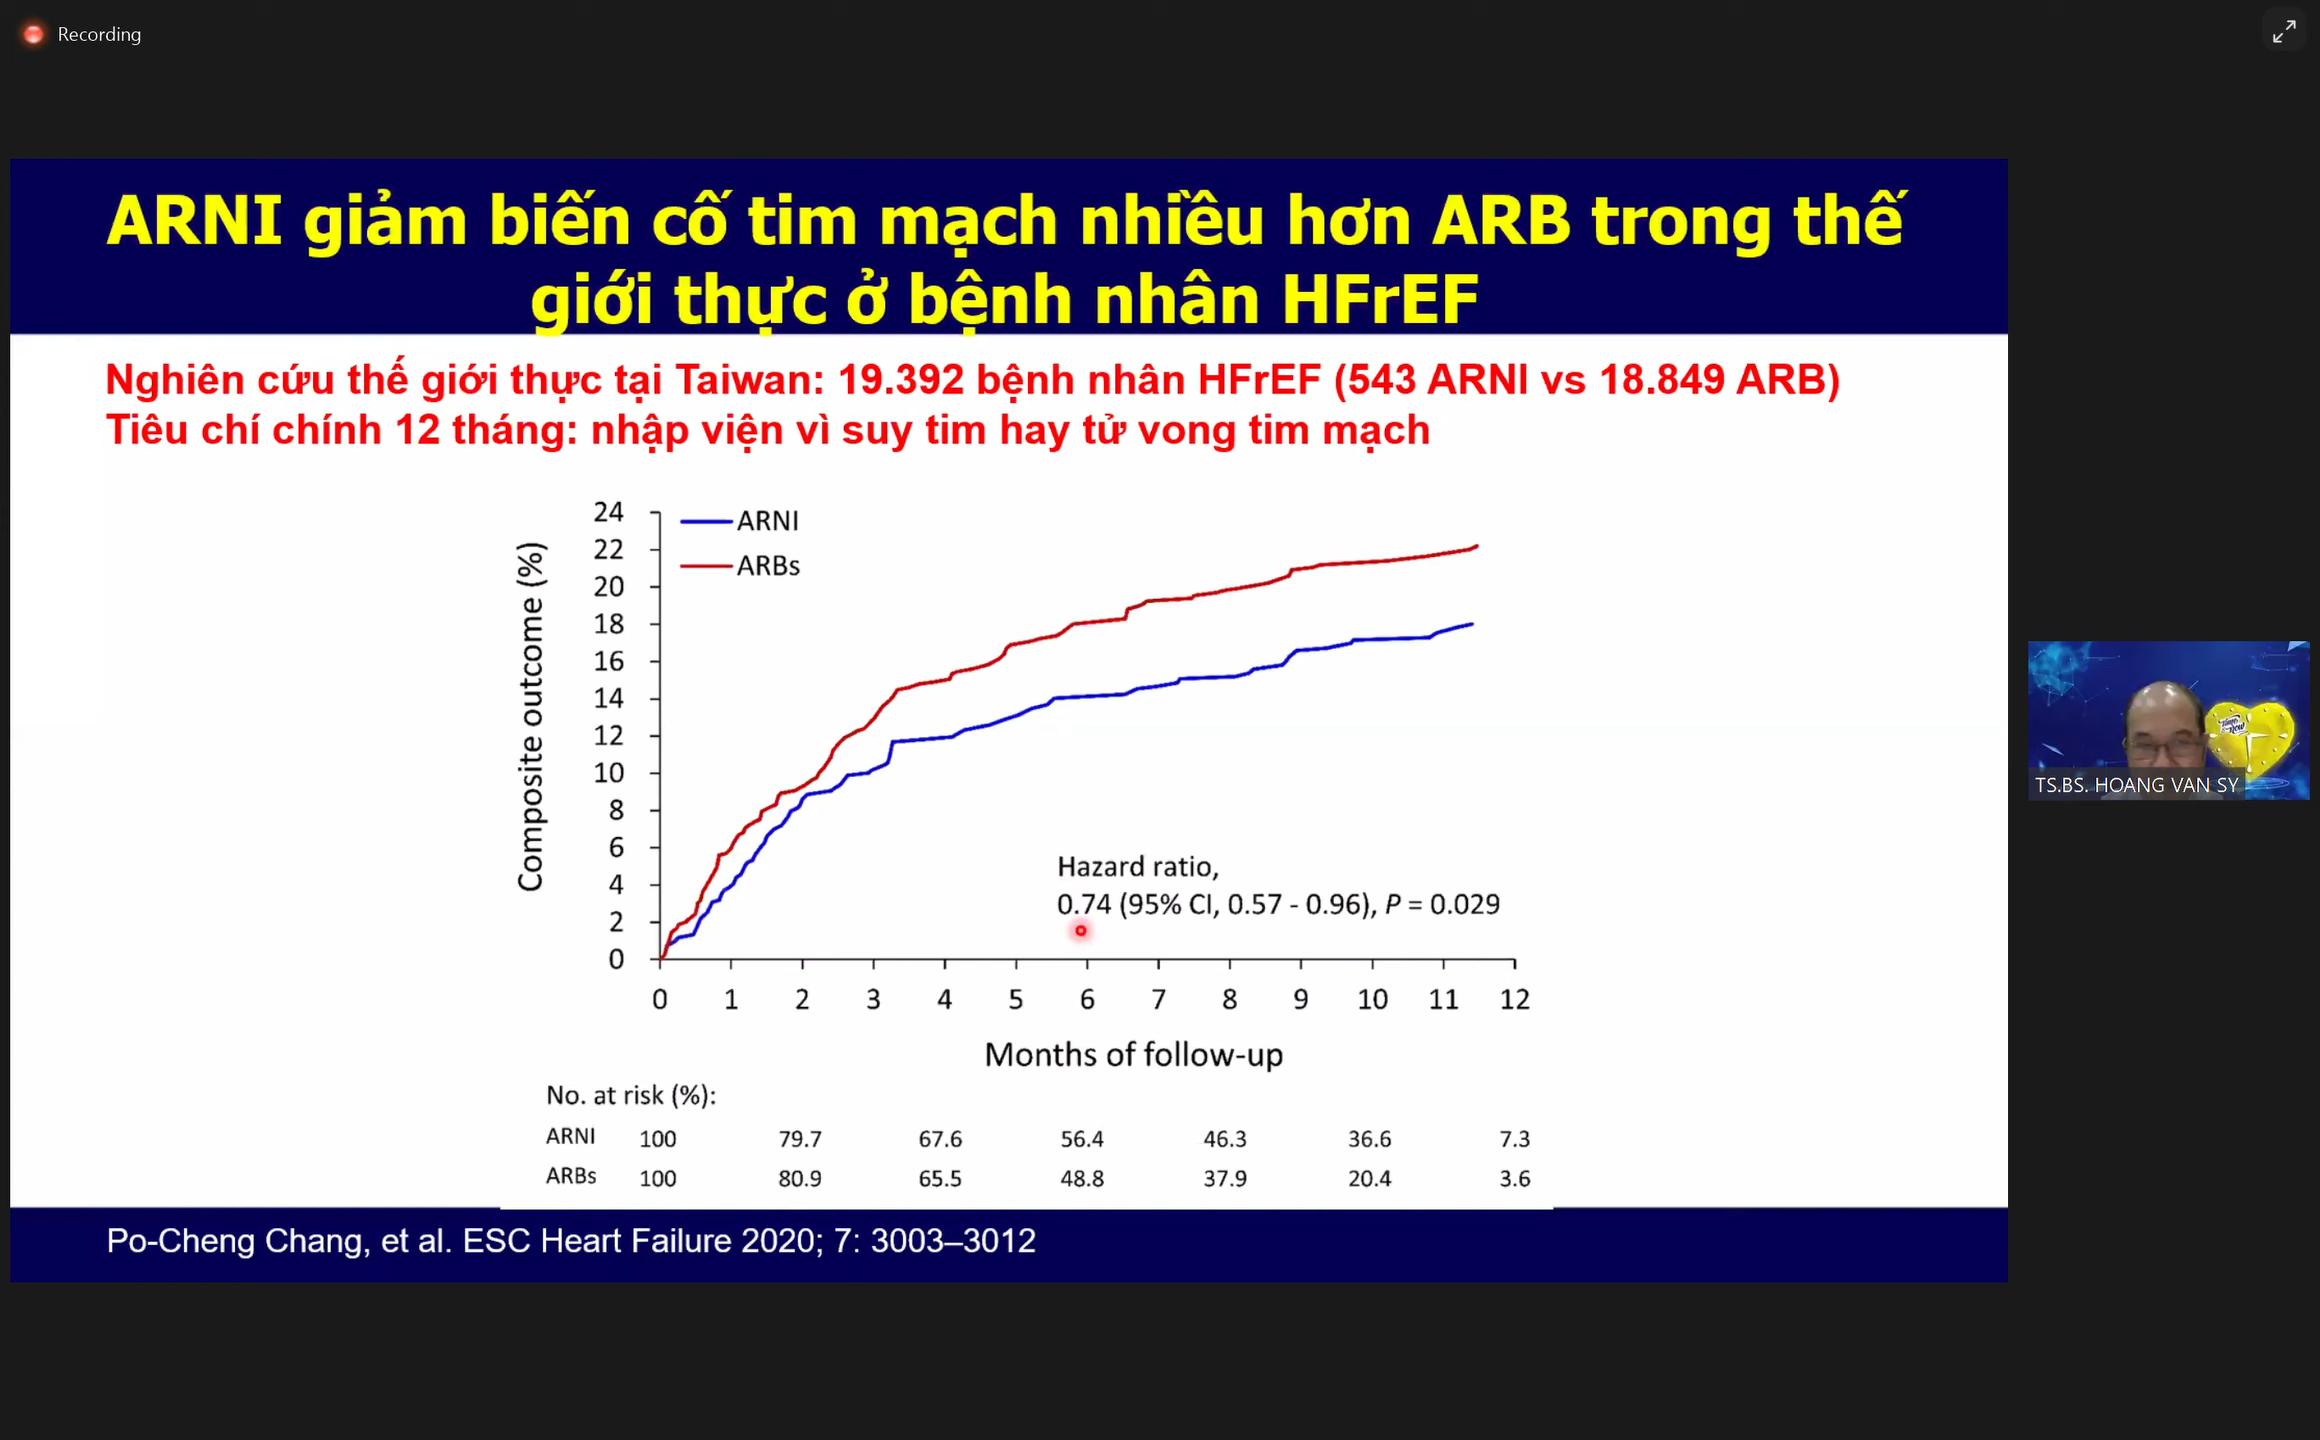 Recording
ARNI giảm biến cố tim mạch nhiều hơn ARB trong thế
giới thực ở bệnh nhân HFrEF
Nghiên cứu thế giới thực tại Taiwan: 19.392 bệnh nhân HFrEF (543 ARNI vs 18.849 ARB)
Tiêu chí chính 12 tháng: nhập viện vì suy tim hay tử vong tim mạch
Composite outcome (%)
24
22
20
18
16
14
12
10
8
6
4
2
0
ARNI
ARBs
Hazard ratio,
0.74 (95% CI, 0.57 - 0.96), P = 0.029
0 1 2 3 4 5 6 7 8 9 10 11 12
Months of follow-up
No. at risk (%):
ARNI 100 79.7 67.6 56.4 46.3 36.6 7.3
ARBs 100 80.9 65.5 48.8 37.9 20.4 3.6
Po-Cheng Chang, et al. ESC Heart Failure 2020; 7: 3003–3012
TS.BS. HOANG VAN SY